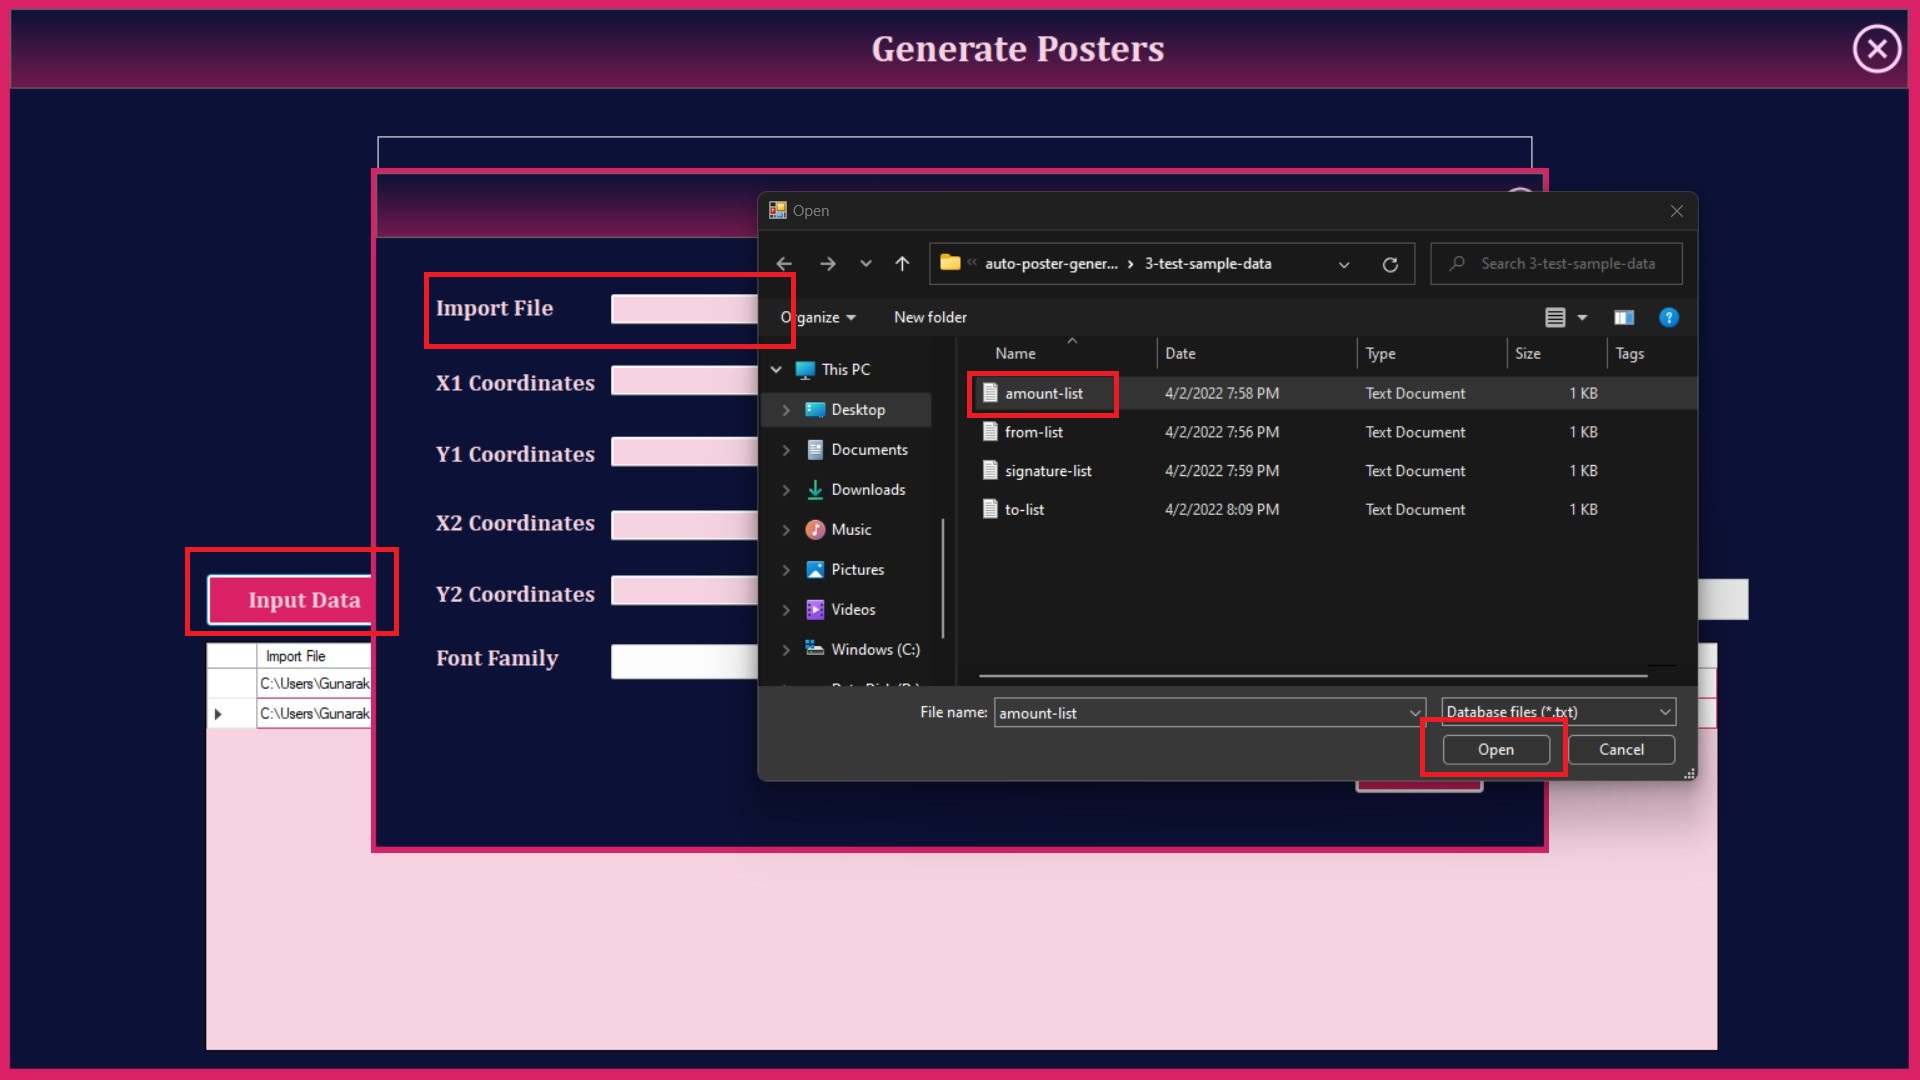 Generate Posters
Open
auto-poster-gener... › 3-test-sample-data
Search 3-test-sample-data
Organize
New folder
Name Date Type Size Tags
This PC
Desktop
Documents
Downloads
Music
Pictures
Videos
Windows (C:)
amount-list 4/2/2022 7:58 PM Text Document 1 KB
from-list 4/2/2022 7:56 PM Text Document 1 KB
signature-list 4/2/2022 7:59 PM Text Document 1 KB
to-list 4/2/2022 8:09 PM Text Document 1 KB
File name: amount-list
Database files (*.txt)
Open
Cancel
Import File
X1 Coordinates
Y1 Coordinates
X2 Coordinates
Y2 Coordinates
Font Family
Input Data
Import File
C:\Users\Gunarak
C:\Users\Gunarak